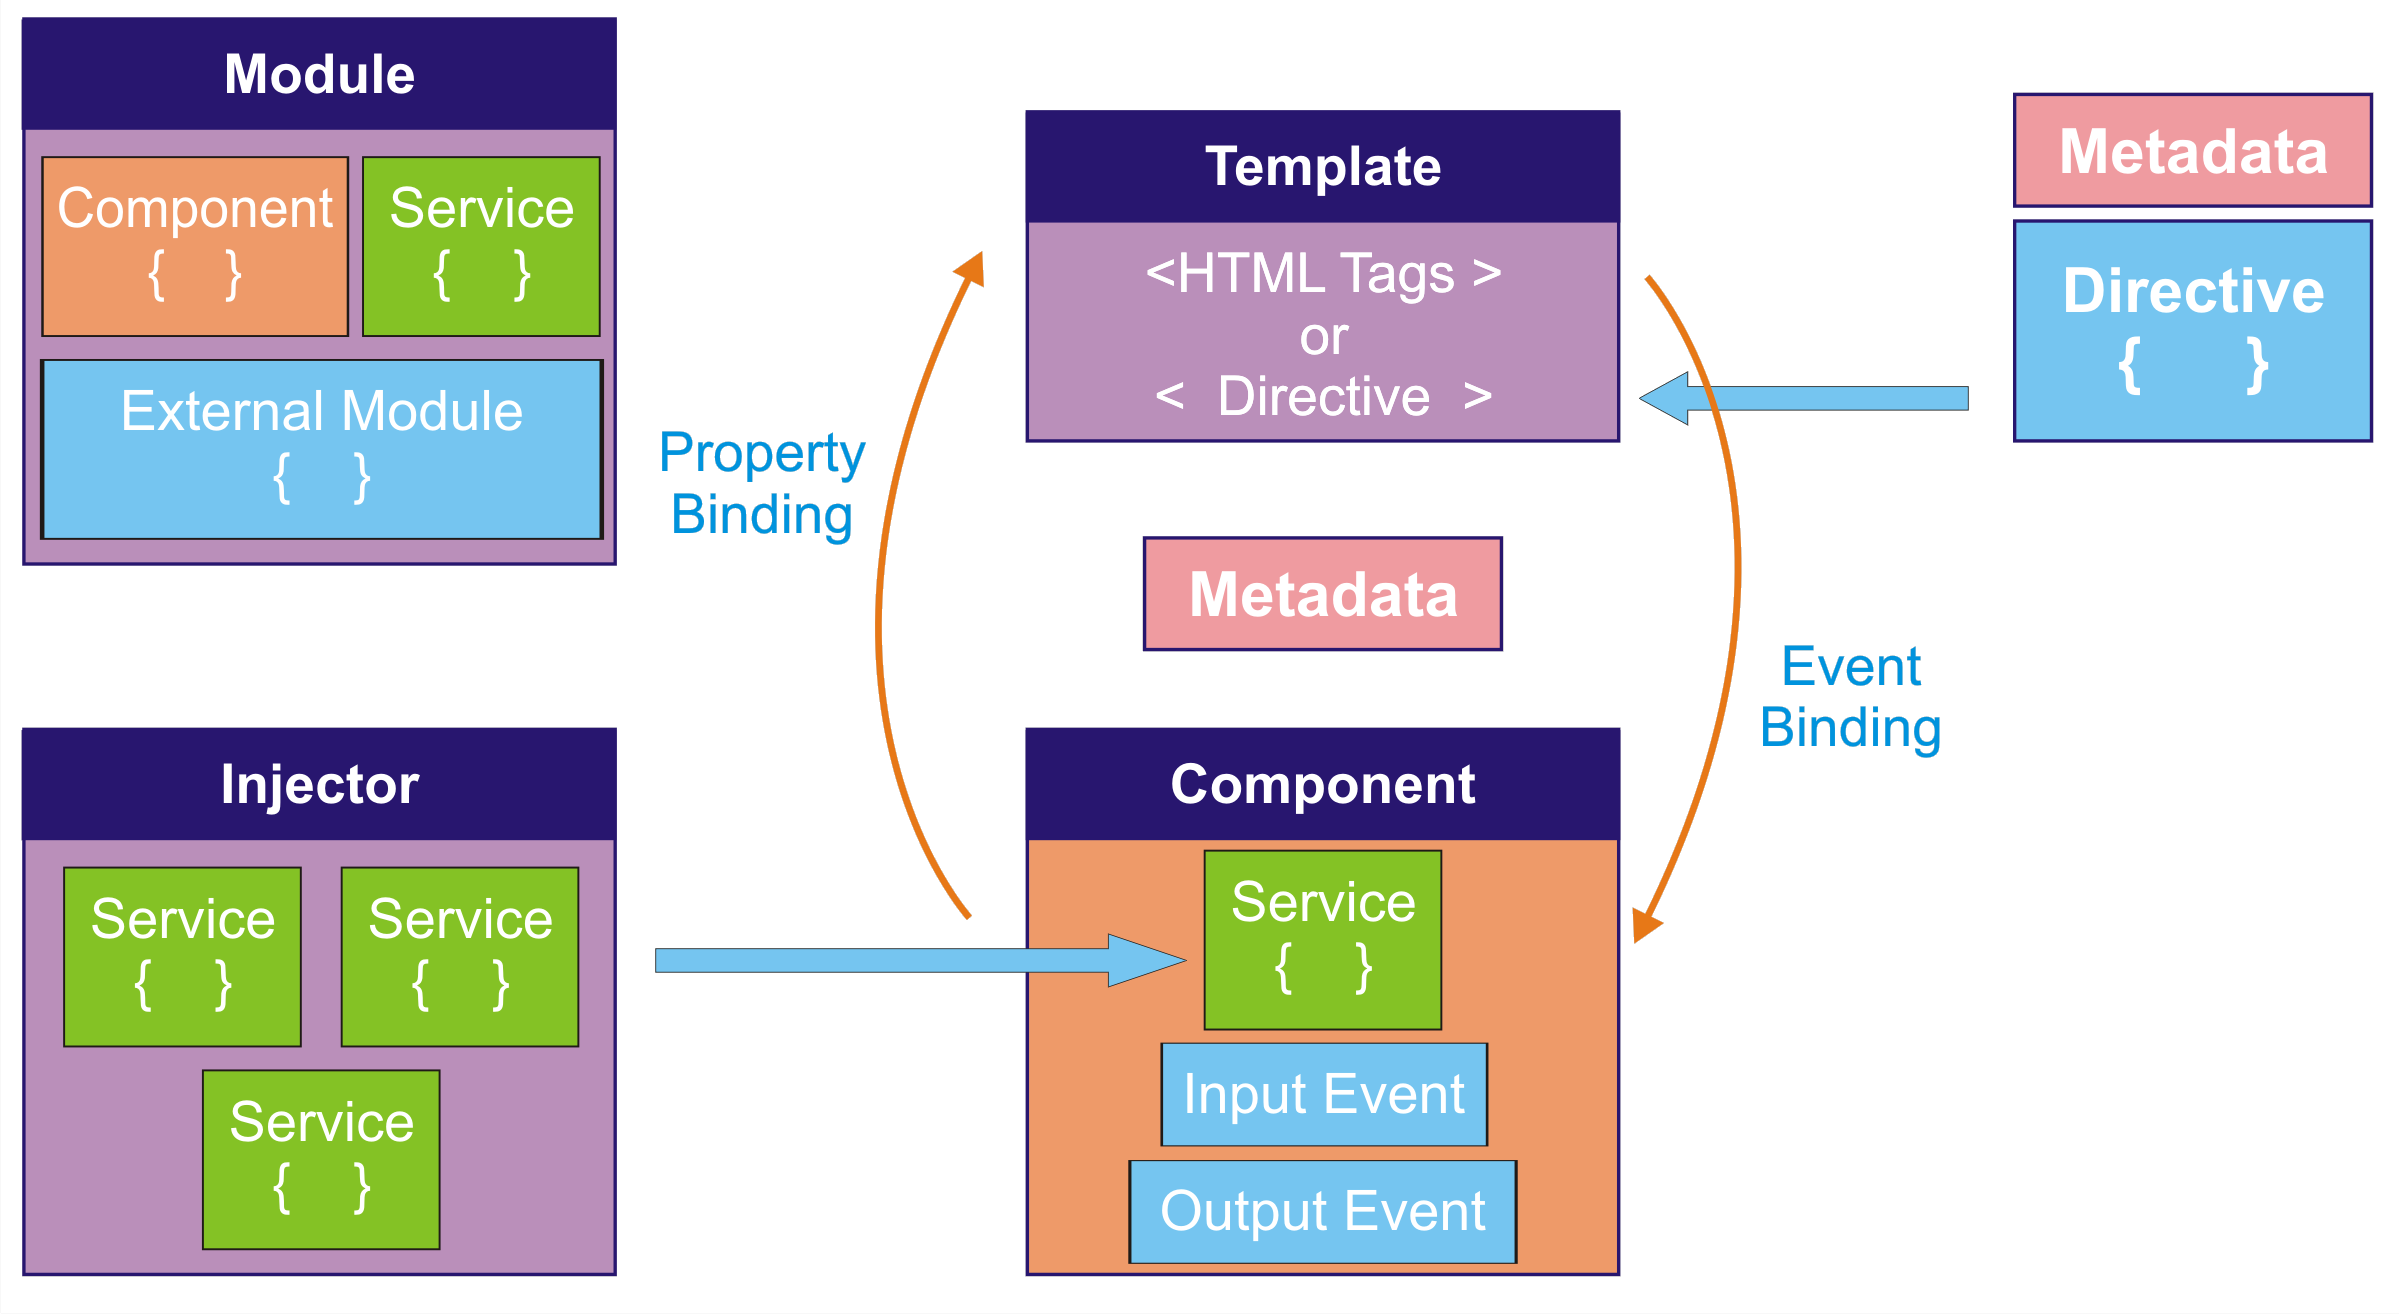 Module
Component
{ }
Service
{ }
External Module
{ }
Property
Binding
Template
<HTML Tags >
or
< Directive >
Metadata
Metadata
Directive
{ }
Event
Binding
Injector
Service
{ }
Service
{ }
Service
{ }
Component
Service
{ }
Input Event
Output Event